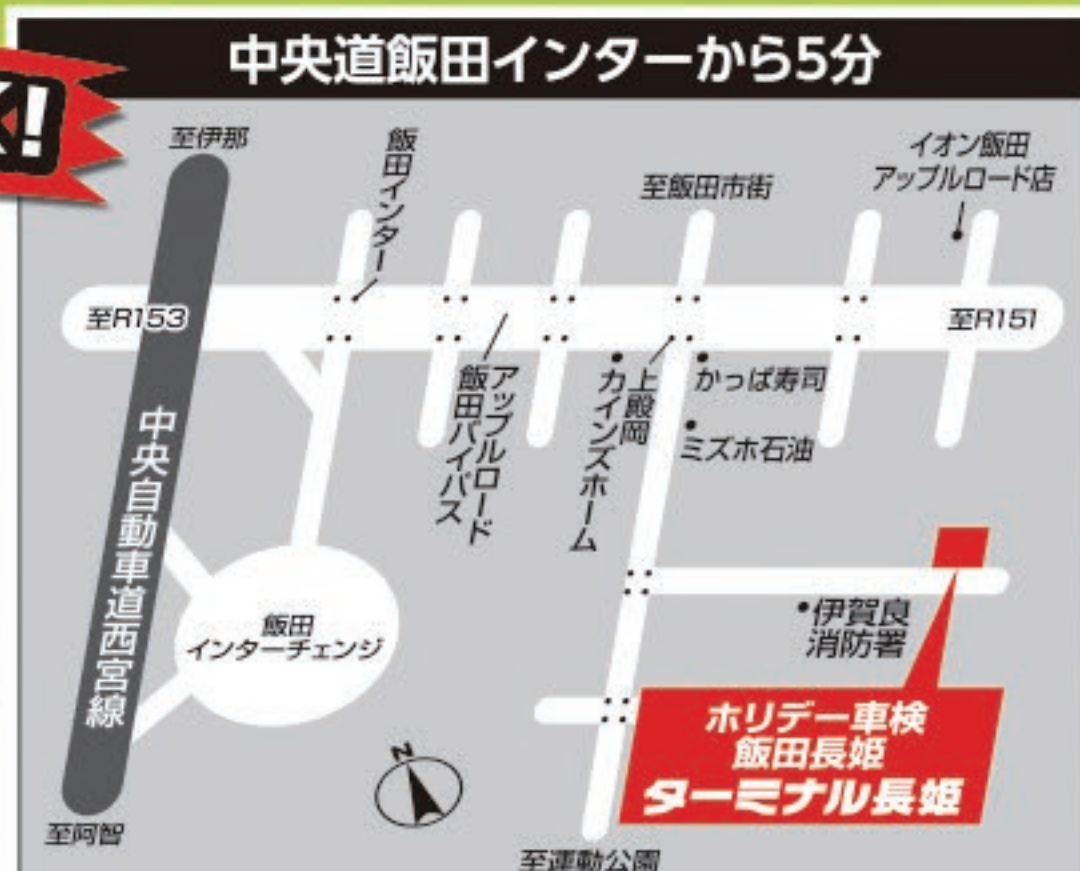 中央道飯田インターから5分
K!
至伊那
飯田インター
至飯田市街
イオン飯田
アップルロード店
至R153
至R151
アップルロード
飯田バイパス
カインズホーム
上殿岡
かっぱ寿司
ミズホ石油
中央自動車道西宮線
飯田
インターチェンジ
伊賀良
消防署
ホリデー車検
飯田長姫
ターミナル長姫
N
至阿智
至運動公園